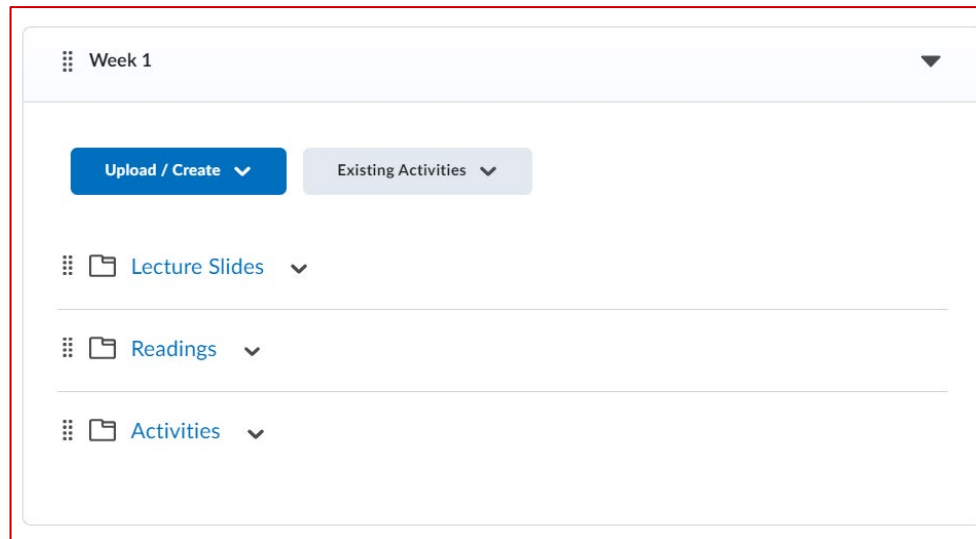 Week 1
Upload / Create
Existing Activities
Lecture Slides
Readings
Activities